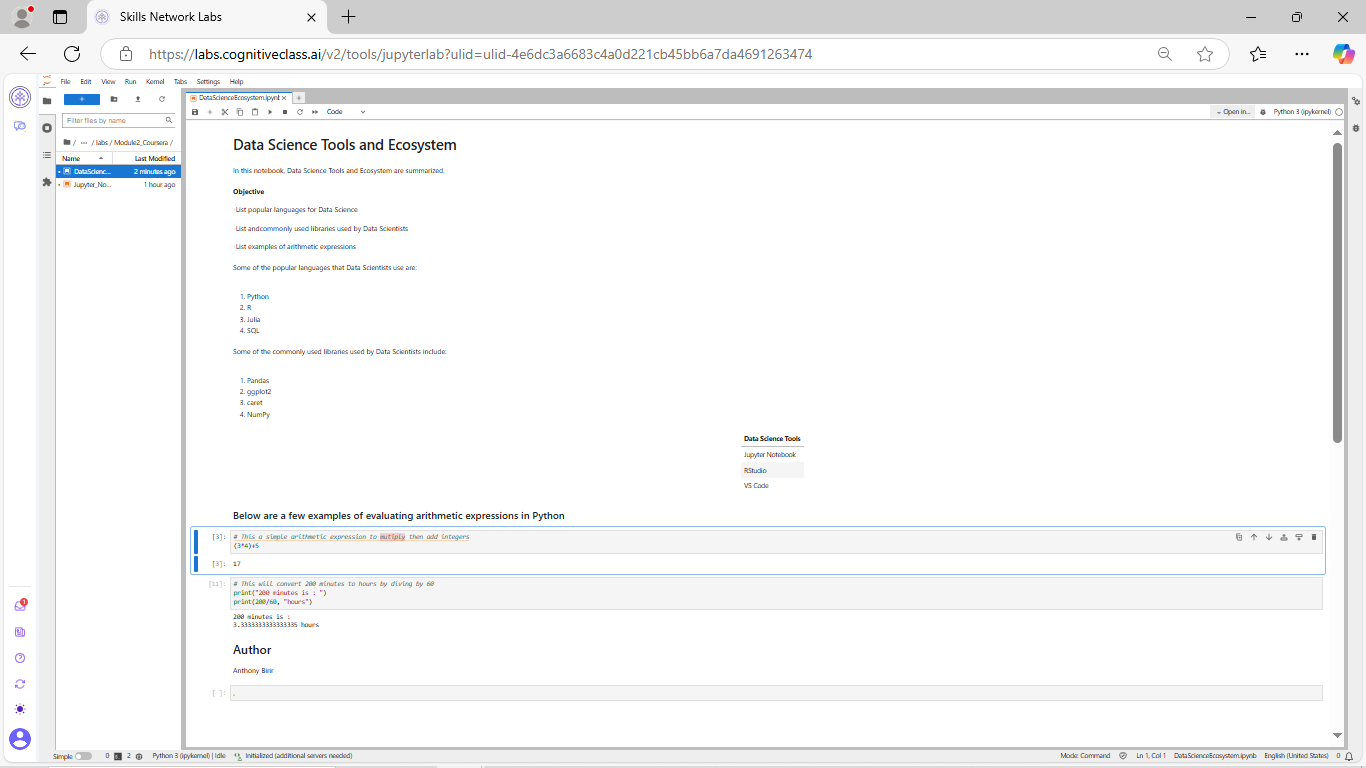 Skills Network Labs
https://labs.cognitiveclass.ai/v2/tools/jupyterlab?ulid=ulid-4e6dc3a6683c4a0d221cb45bb6a7da4691263474
File Edit View Run Kernel Tabs Settings Help
DataScienceEcosystem.ipynb
Code
Open in...
Python 3 (ipykernel)
Filter files by name
/ ... / labs / Module2_Coursera /
Name Last Modified
DataScienc... 2 minutes ago
Jupyter_No... 1 hour ago
Data Science Tools and Ecosystem
In this notebook, Data Science Tools and Ecosystem are summarized.
Objective
-List popular languages for Data Science
-List andcommonly used libraries used by Data Scientists
-List examples of arithmetic expressions
Some of the popular languages that Data Scientists use are:
1. Python
2. R
3. Julia
4. SQL
Some of the commonly used libraries used by Data Scientists include:
1. Pandas
2. ggplot2
3. caret
4. NumPy
Data Science Tools
Jupyter Notebook
RStudio
VS Code
Below are a few examples of evaluating arithmetic expressions in Python
[3]: # This a simple arithmetic expression to mutiply then add integers
(3*4)+5
[3]: 17
[11]: # This will convert 200 minutes to hours by diving by 60
print("200 minutes is : ")
print(200/60, "hours")
200 minutes is :
3.3333333333333335 hours
Author
Anthony Birir
[ ]: .
1
Simple 0 2 Python 3 (ipykernel) | Idle Initialized (additional servers needed)
Mode: Command Ln 1, Col 1 DataScienceEcosystem.ipynb English (United States) 0